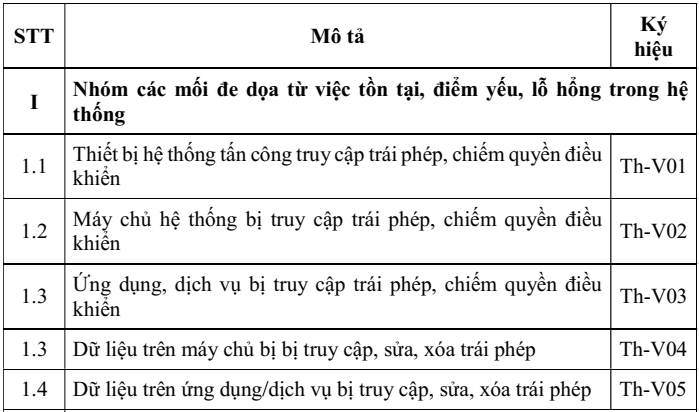 STT Mô tả Ký
hiệu
I Nhóm các mối đe dọa từ việc tồn tại, điểm yếu, lỗ hổng trong hệ
thống
1.1 Thiết bị hệ thống tấn công truy cập trái phép, chiếm quyền điều
khiển Th-V01
1.2 Máy chủ hệ thống bị truy cập trái phép, chiếm quyền điều
khiển Th-V02
1.3 Ứng dụng, dịch vụ bị truy cập trái phép, chiếm quyền điều
khiển Th-V03
1.3 Dữ liệu trên máy chủ bị bị truy cập, sửa, xóa trái phép Th-V04
1.4 Dữ liệu trên ứng dụng/dịch vụ bị truy cập, sửa, xóa trái phép Th-V05